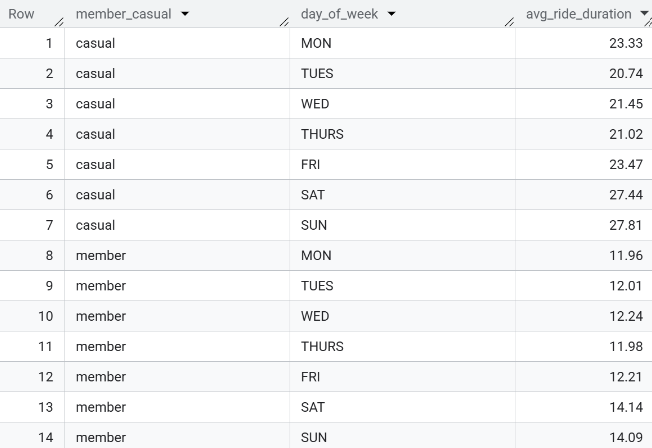 Row member_casual day_of_week avg_ride_duration
1 casual MON 23.33
2 casual TUES 20.74
3 casual WED 21.45
4 casual THURS 21.02
5 casual FRI 23.47
6 casual SAT 27.44
7 casual SUN 27.81
8 member MON 11.96
9 member TUES 12.01
10 member WED 12.24
11 member THURS 11.98
12 member FRI 12.21
13 member SAT 14.14
14 member SUN 14.09